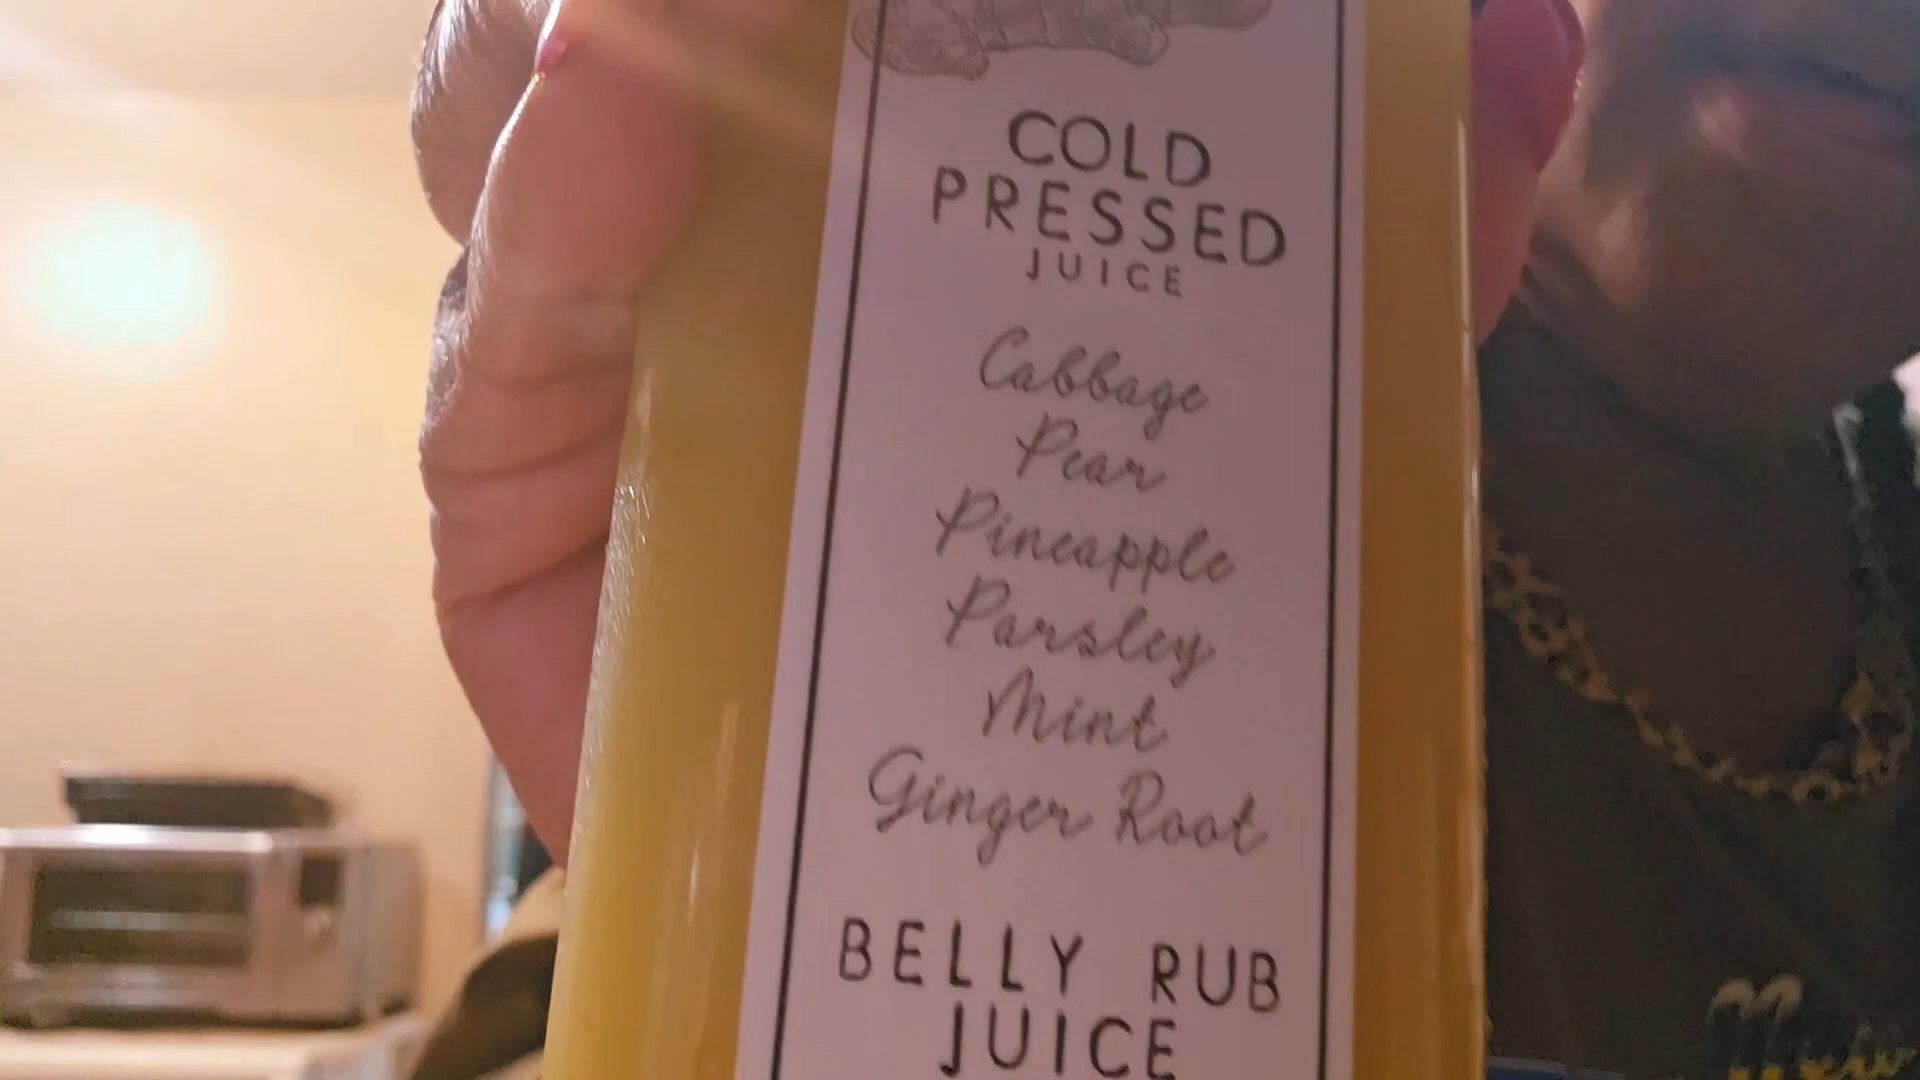 COLD
PRESSED
JUICE
Cabbage
Pear
Pineapple
Parsley
Mint
Ginger Root
BELLY RUB
JUICE